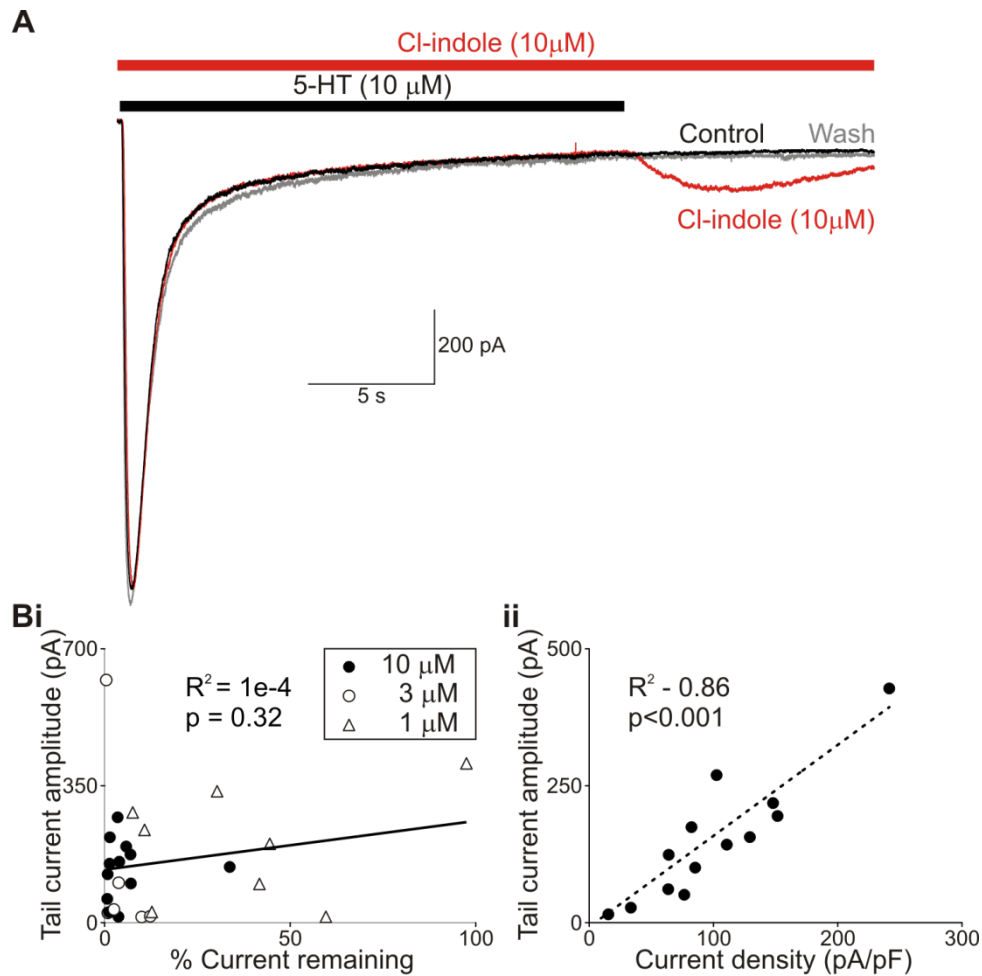 A
Cl-indole (10μM)
5-HT (10 μM)
Control Wash
Cl-indole (10μM)
200 pA
5 s
Bi
Tail current amplitude (pA)
700
350
0
R² = 1e-4
p = 0.32
10 μM
3 μM
1 μM
0 50 100
% Current remaining
ii
Tail current amplitude (pA)
500
250
0
R² - 0.86
p<0.001
0 100 200 300
Current density (pA/pF)